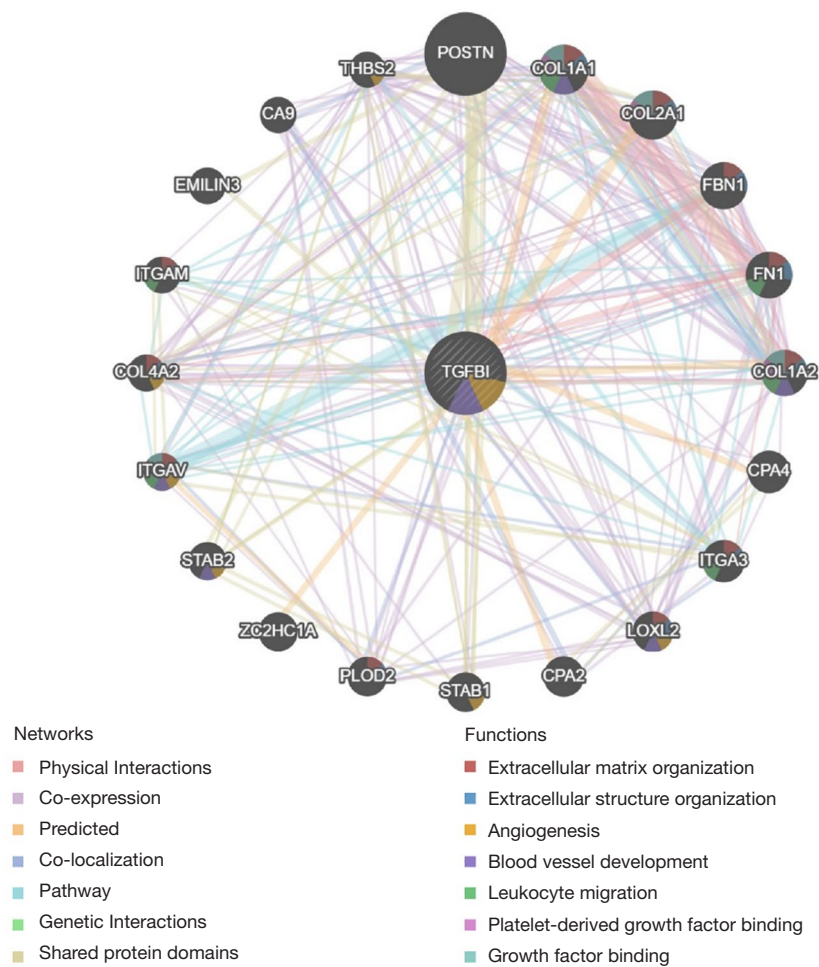 POSTN
THBS2
COL1A1
CA9
COL2A1
EMILIN3
FBN1
ITGAM
FN1
COL4A2
TGFBI
COL1A2
ITGAV
CPA4
STAB2
ITGA3
ZC2HC1A
LOXL2
PLOD2
STAB1
CPA2
Networks
Physical Interactions
Co-expression
Predicted
Co-localization
Pathway
Genetic Interactions
Shared protein domains
Functions
Extracellular matrix organization
Extracellular structure organization
Angiogenesis
Blood vessel development
Leukocyte migration
Platelet-derived growth factor binding
Growth factor binding